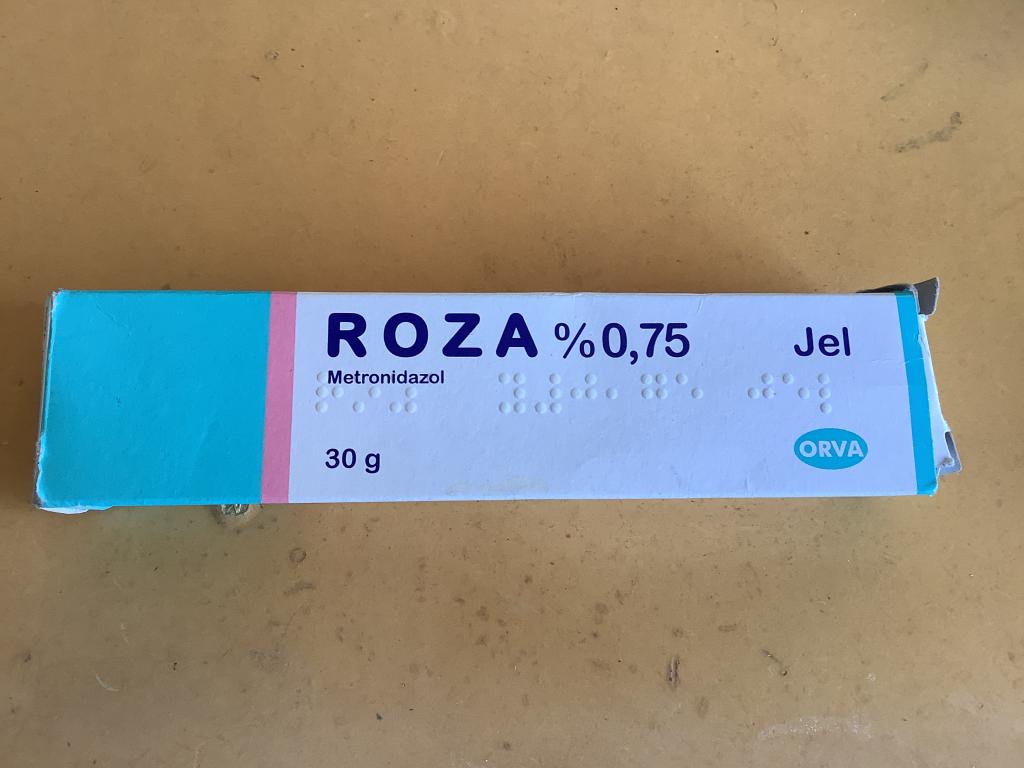 ROZA %0,75 Jel
Metronidazol
30 g
ORVA